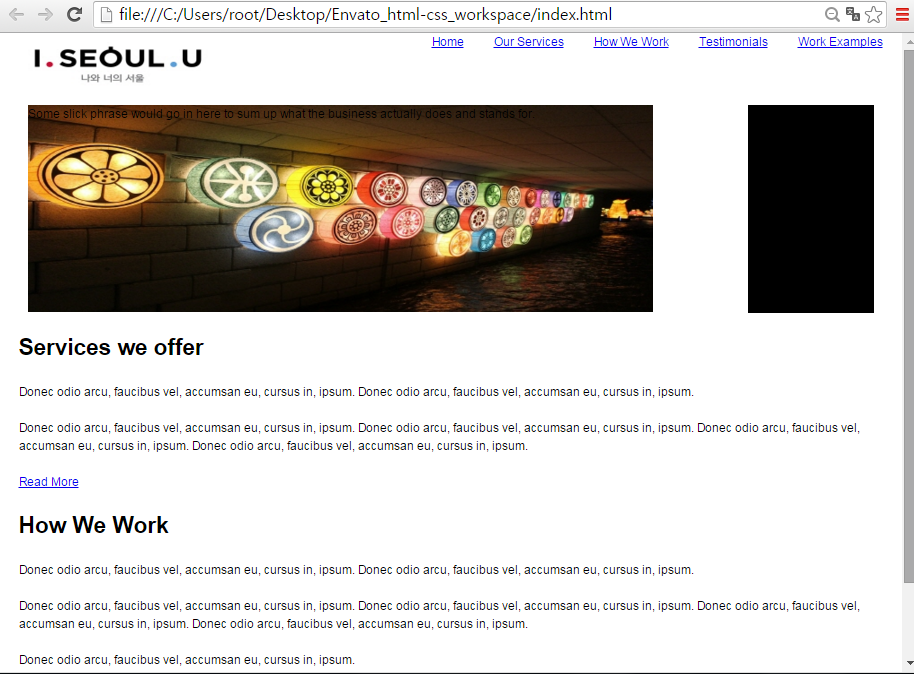 file:///C:/Users/root/Desktop/Envato_html-css_workspace/index.html
I.SEOUL.U
나와 너의 서울
Home Our Services How We Work Testimonials Work Examples
Some slick phrase would go in here to sum up what the business actually does and stands for
Services we offer
Donec odio arcu, faucibus vel, accumsan eu, cursus in, ipsum. Donec odio arcu, faucibus vel, accumsan eu, cursus in, ipsum.
Donec odio arcu, faucibus vel, accumsan eu, cursus in, ipsum. Donec odio arcu, faucibus vel, accumsan eu, cursus in, ipsum. Donec odio arcu, faucibus vel,
accumsan eu, cursus in, ipsum. Donec odio arcu, faucibus vel, accumsan eu, cursus in, ipsum.
Read More
How We Work
Donec odio arcu, faucibus vel, accumsan eu, cursus in, ipsum. Donec odio arcu, faucibus vel, accumsan eu, cursus in, ipsum.
Donec odio arcu, faucibus vel, accumsan eu, cursus in, ipsum. Donec odio arcu, faucibus vel, accumsan eu, cursus in, ipsum. Donec odio arcu, faucibus vel,
accumsan eu, cursus in, ipsum. Donec odio arcu, faucibus vel, accumsan eu, cursus in, ipsum.
Donec odio arcu, faucibus vel, accumsan eu, cursus in, ipsum.